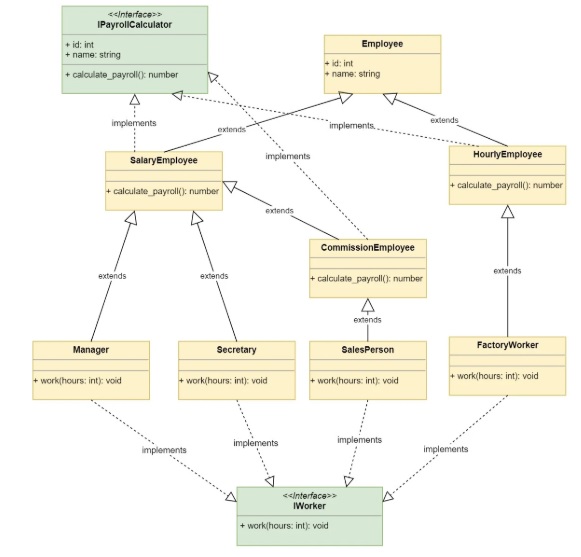 <<Interface>>
IPayrollCalculator
+ id: int
+ name: string
+ calculate_payroll(): number
Employee
+ id: int
+ name: string
implements
extends
implements
extends
implements
SalaryEmployee
+ calculate_payroll(): number
HourlyEmployee
+ calculate_payroll(): number
extends
CommissionEmployee
+ calculate_payroll(): number
extends
extends
extends
extends
Manager
+ work(hours: int): void
Secretary
+ work(hours: int): void
SalesPerson
+ work(hours: int): void
FactoryWorker
+ work(hours: int): void
implements
implements
implements
implements
<<Interface>>
IWorker
+ work(hours: int): void